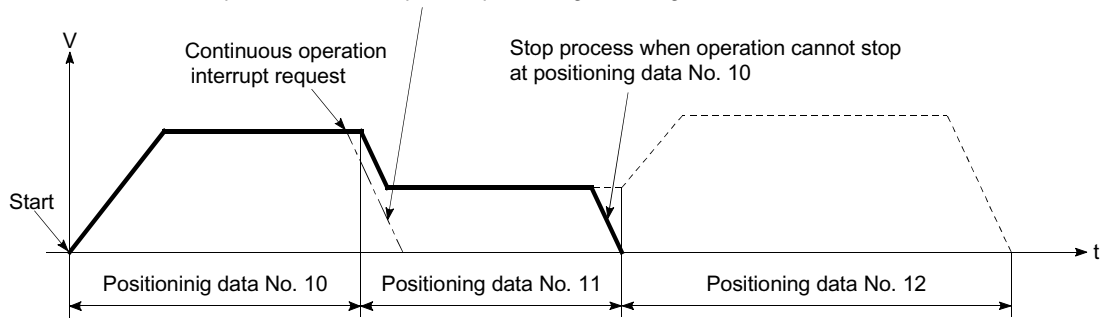 V
Continuous operation
interrupt request
Stop process when operation cannot stop
at positioning data No. 10
Start
t
Positioninig data No. 10
Positioning data No. 11
Positioning data No. 12